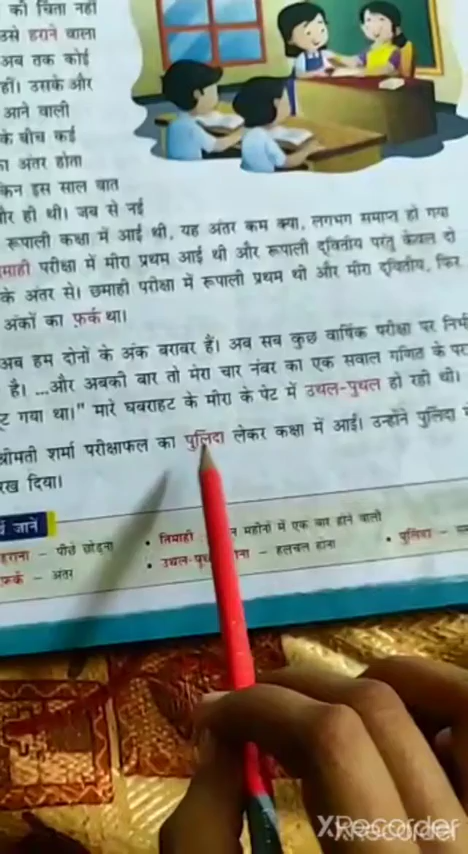 की चिंता नहीं
उसे हराने वाला
अब तक कोई
हीं। उसके और
आने वाली
के बीच कई
का अंतर होता
किन इस साल बात
और ही थी। जब से नई
रूपाली कक्षा में आई थी, यह अंतर कम क्या, लगभग समाप्त हो गया
माही परीक्षा में मीरा प्रथम आई थी और रूपाली द्वितीय परंतु केवल दो
के अंतर से। छमाही परीक्षा में रूपाली प्रथम थी और मीरा द्वितीय, फिर
अंकों का फ़र्क था।
अब हम दोनों के अंक बराबर हैं। अब सब कुछ वार्षिक परीक्षा पर निर्भ
है। ...और अबकी बार तो मेरा चार नंबर का एक सवाल गणित के पर
ट गया था।" मारे घबराहट के मीरा के पेट में उथल-पुथल हो रही थी।
श्रीमती शर्मा परीक्षाफल का पुलिंदा लेकर कक्षा में आईं। उन्होंने पुलिंदा मे
रख दिया।
जानें
हराना – पीछे छोड़ना • तिमाही न महीनों में एक बार होने वाली
फ़र्क – अंतर • उथल-पुथ ना – हलचल होना • पुलिंदा –
XRecorder